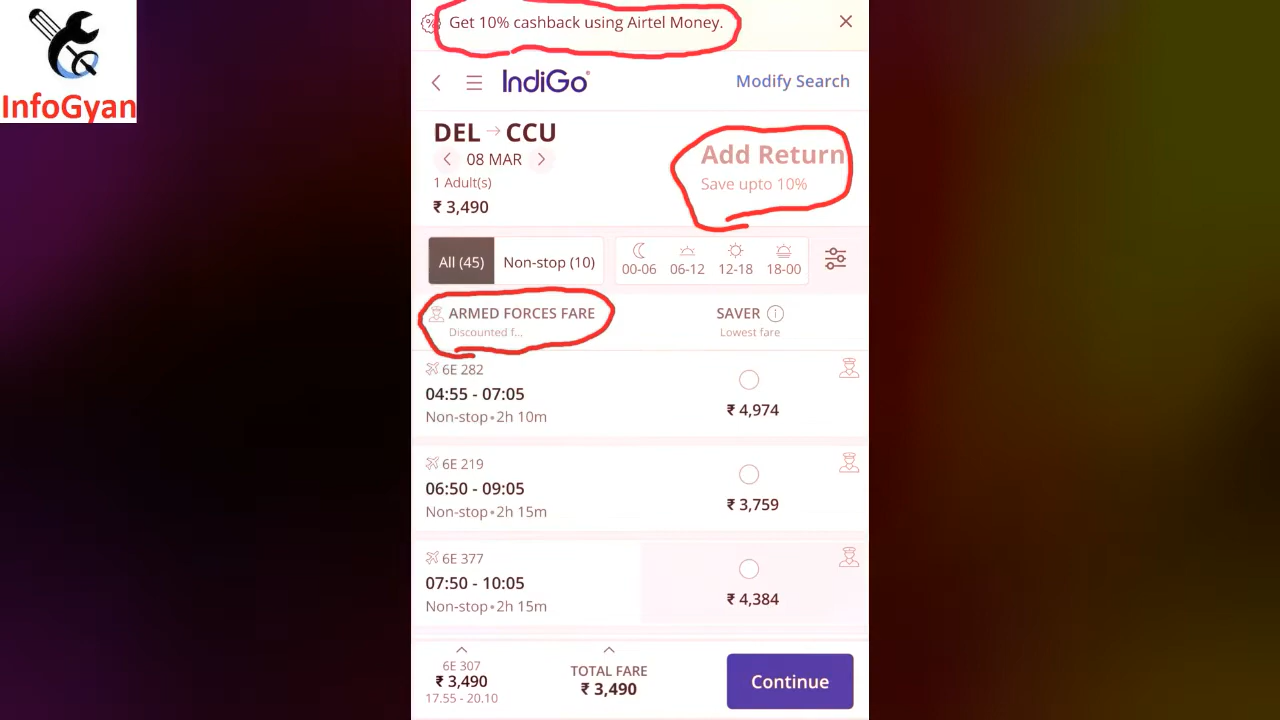 InfoGyan
Get 10% cashback using Airtel Money.
IndiGo
Modify Search
DEL → CCU
08 MAR
1 Adult(s)
₹ 3,490
Add Return
Save upto 10%
All (45)
Non-stop (10)
00-06
06-12
12-18
18-00
ARMED FORCES FARE
Discounted f...
SAVER
Lowest fare
6E 282
04:55 - 07:05
Non-stop•2h 10m
₹ 4,974
6E 219
06:50 - 09:05
Non-stop•2h 15m
₹ 3,759
6E 377
07:50 - 10:05
Non-stop•2h 15m
₹ 4,384
6E 307
₹ 3,490
17.55 - 20.10
TOTAL FARE
₹ 3,490
Continue